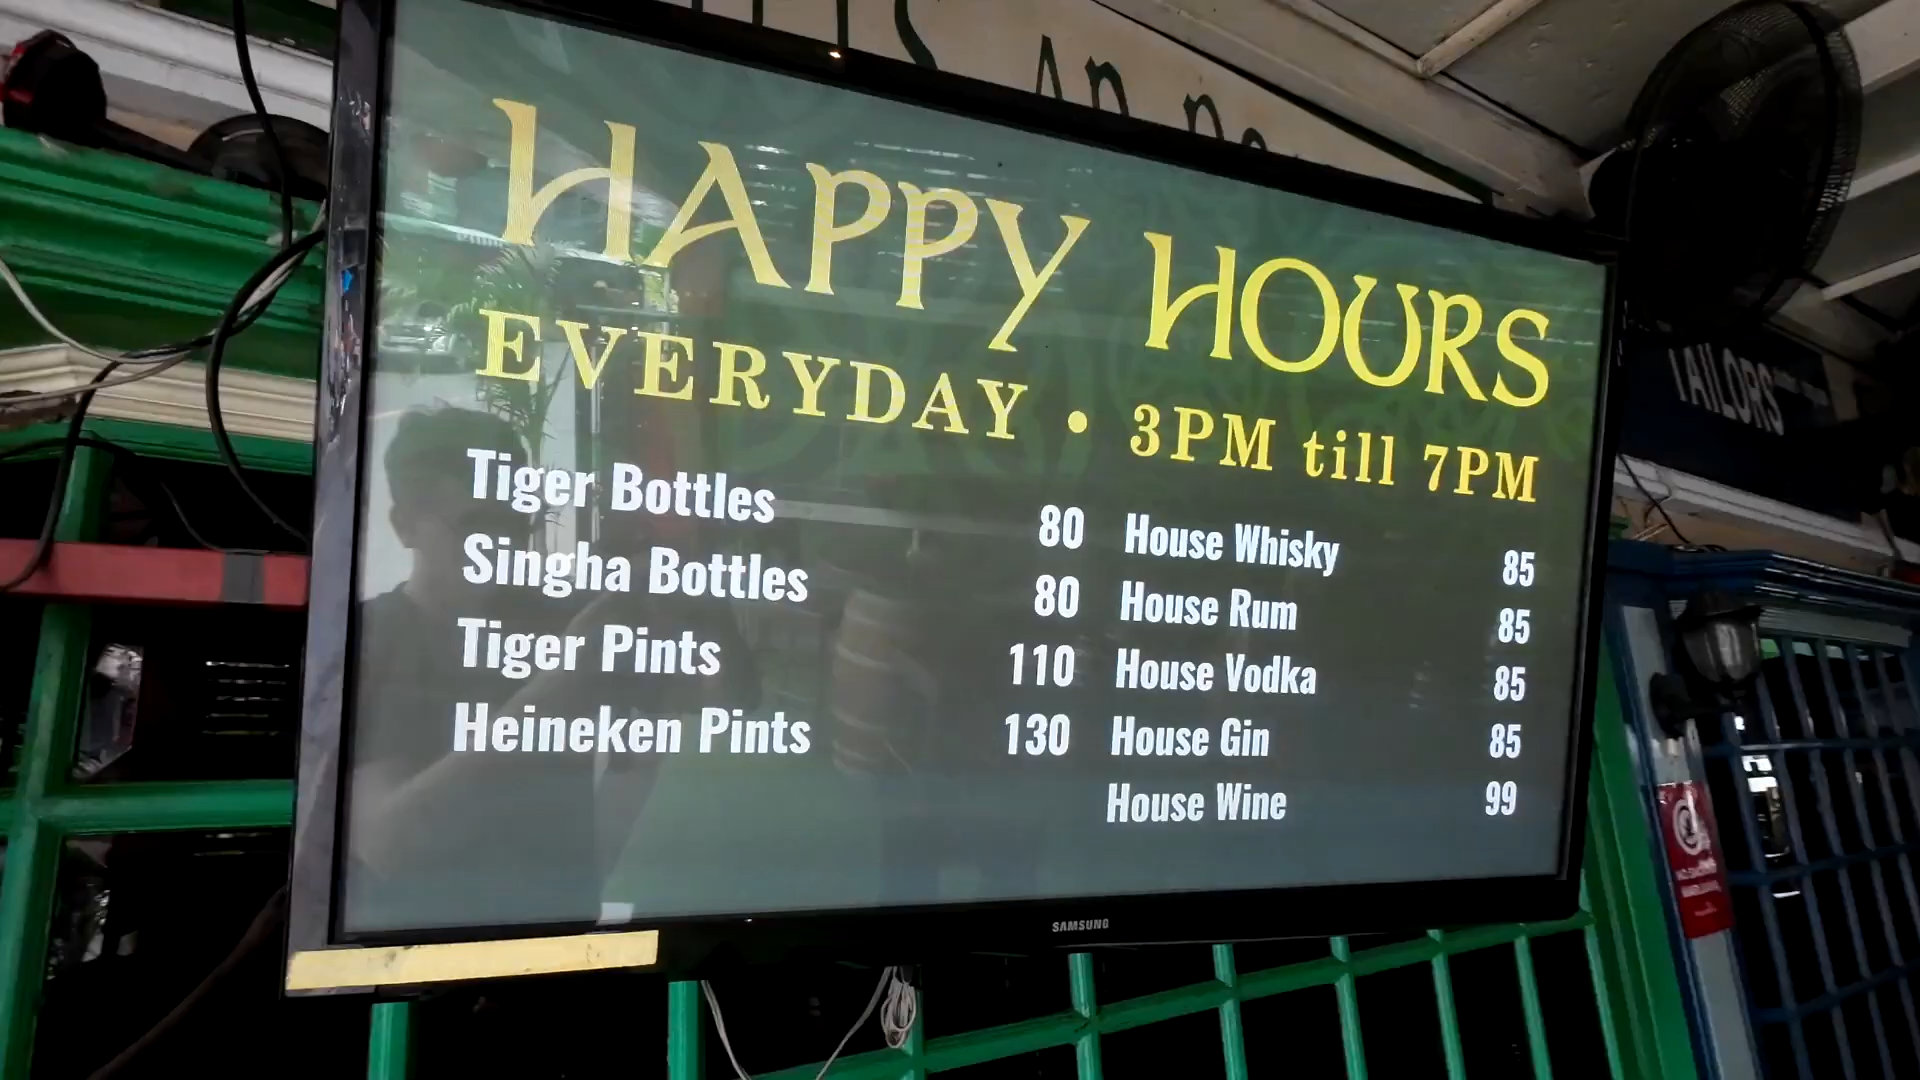 HAPPY HOURS
EVERYDAY • 3PM till 7PM
Tiger Bottles 80
Singha Bottles 80
Tiger Pints 110
Heineken Pints 130
House Whisky 85
House Rum 85
House Vodka 85
House Gin 85
House Wine 99
SAMSUNG
TAILORS